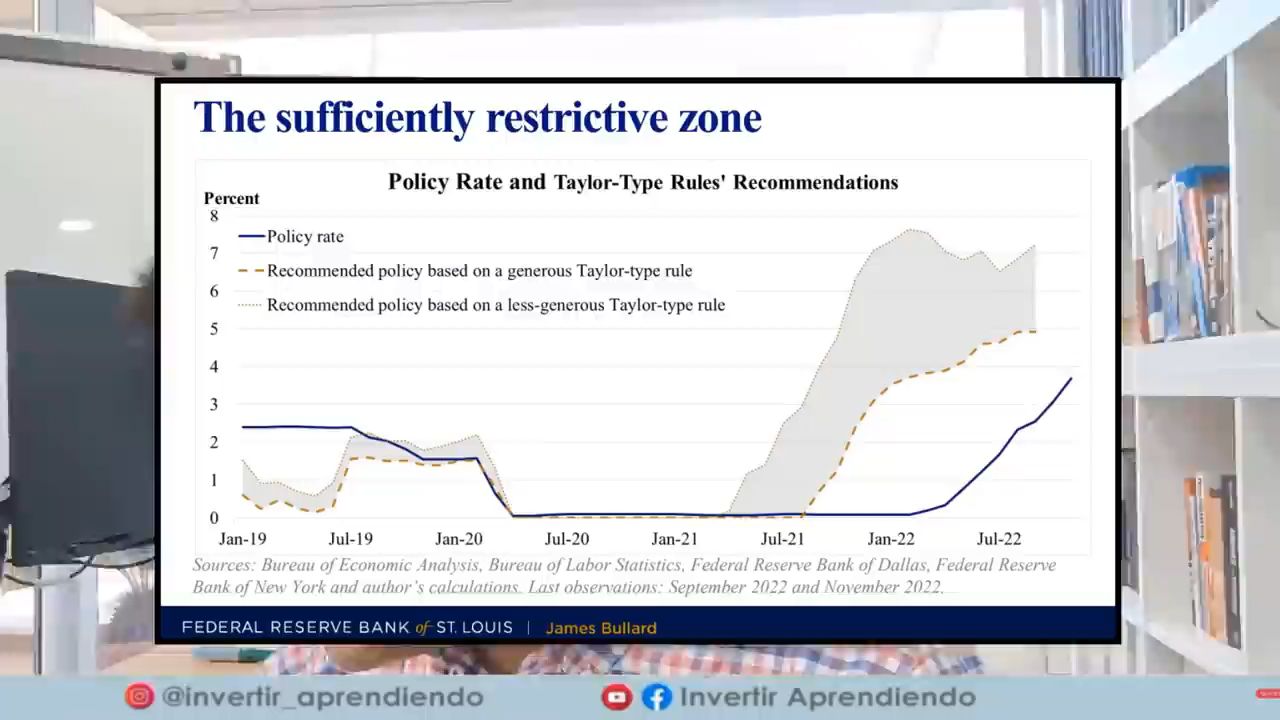 The sufficiently restrictive zone
Policy Rate and Taylor-Type Rules' Recommendations
Percent
8
7
6
5
4
3
2
1
0
Policy rate
Recommended policy based on a generous Taylor-type rule
Recommended policy based on a less-generous Taylor-type rule
Jan-19 Jul-19 Jan-20 Jul-20 Jan-21 Jul-21 Jan-22 Jul-22
Sources: Bureau of Economic Analysis, Bureau of Labor Statistics, Federal Reserve Bank of Dallas, Federal Reserve
Bank of New York and author's calculations. Last observations: September 2022 and November 2022.
FEDERAL RESERVE BANK of ST. LOUIS | James Bullard
@invertir_aprendiendo Invertir Aprendiendo